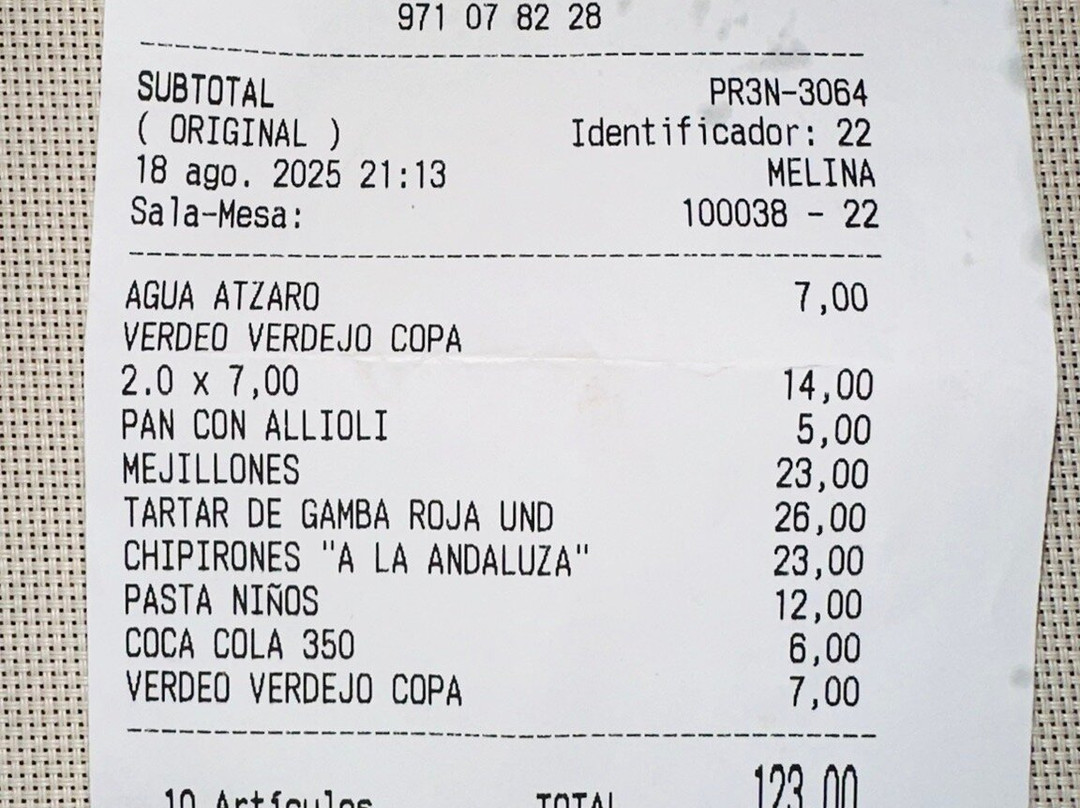 971 07 82 28
SUBTOTAL PR3N-3064
( ORIGINAL ) Identificador: 22
18 ago. 2025 21:13 MELINA
Sala-Mesa: 100038 - 22
AGUA ATZARO 7,00
VERDEO VERDEJO COPA
2.0 x 7,00 14,00
PAN CON ALLIOLI 5,00
MEJILLONES 23,00
TARTAR DE GAMBA ROJA UND 26,00
CHIPIRONES "A LA ANDALUZA" 23,00
PASTA NIÑOS 12,00
COCA COLA 350 6,00
VERDEO VERDEJO COPA 7,00
10 Artículos TOTAL 123,00